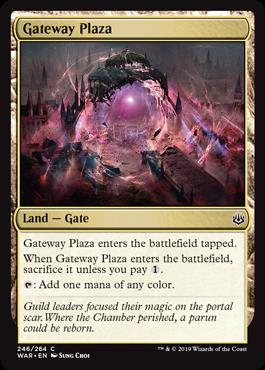 Gateway Plaza
Land — Gate
Gateway Plaza enters the battlefield tapped.
When Gateway Plaza enters the battlefield,
sacrifice it unless you pay 1.
: Add one mana of any color.
Guild leaders focused their magic on the portal
scar. Where the Chamber perished, a parun
could be reborn.
246/264 C
WAR • EN Sung Choi
™ & © 2019 Wizards of the Coast